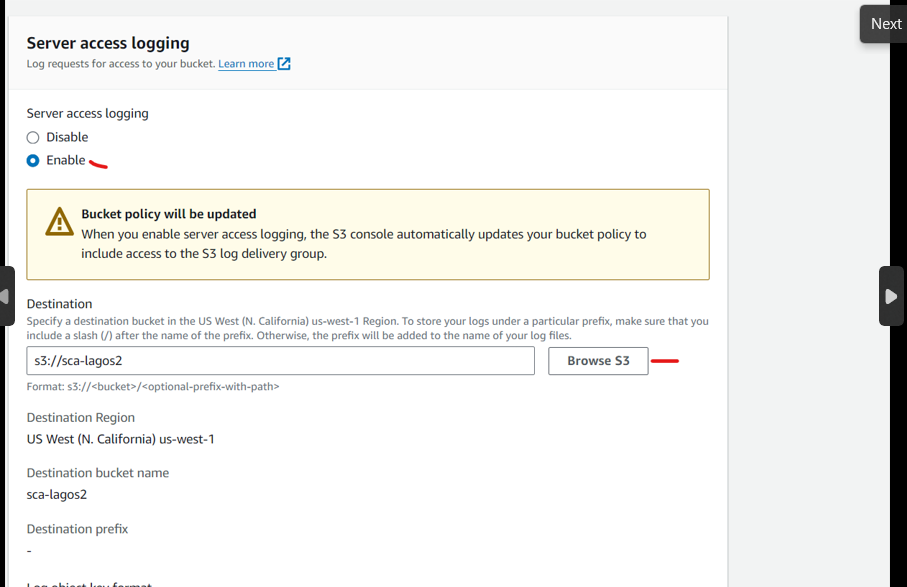 Next
Server access logging
Log requests for access to your bucket. Learn more
Server access logging
Disable
Enable
Bucket policy will be updated
When you enable server access logging, the S3 console automatically updates your bucket policy to
include access to the S3 log delivery group.
Destination
Specify a destination bucket in the US West (N. California) us-west-1 Region. To store your logs under a particular prefix, make sure that you
include a slash (/) after the name of the prefix. Otherwise, the prefix will be added to the name of your log files.
s3://sca-lagos2
Browse S3
Format: s3://<bucket>/<optional-prefix-with-path>
Destination Region
US West (N. California) us-west-1
Destination bucket name
sca-lagos2
Destination prefix
-
Log object key format